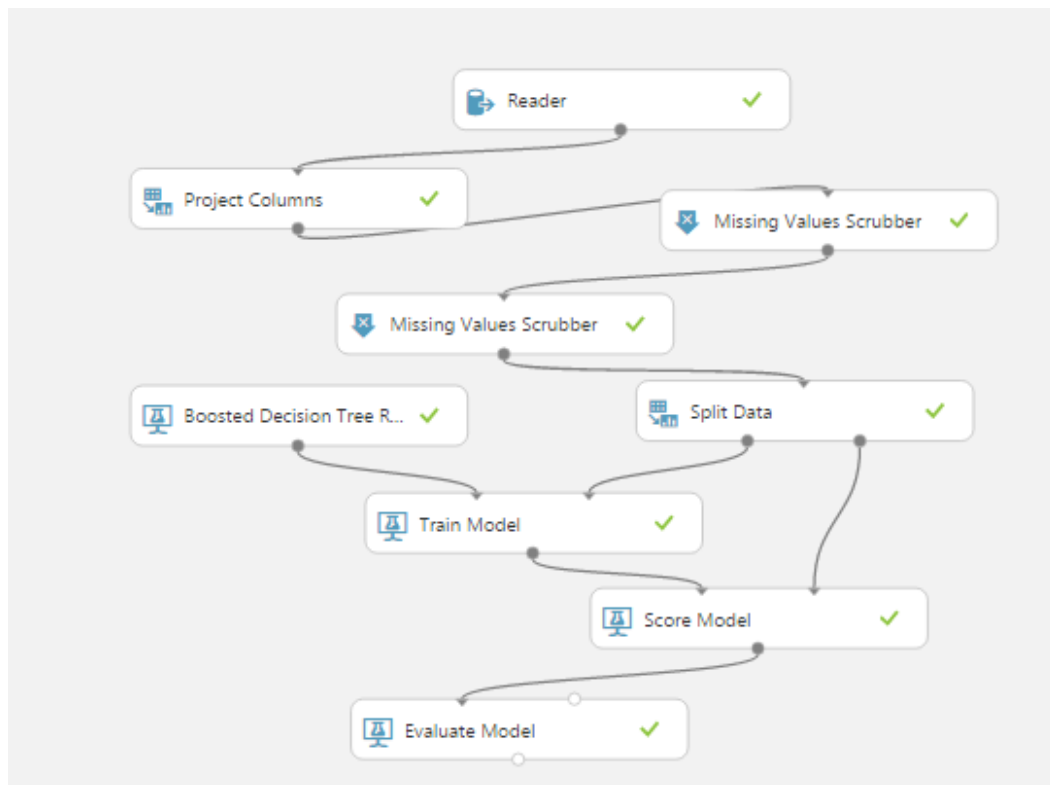 Reader
Project Columns
Missing Values Scrubber
Missing Values Scrubber
Boosted Decision Tree R...
Split Data
Train Model
Score Model
Evaluate Model